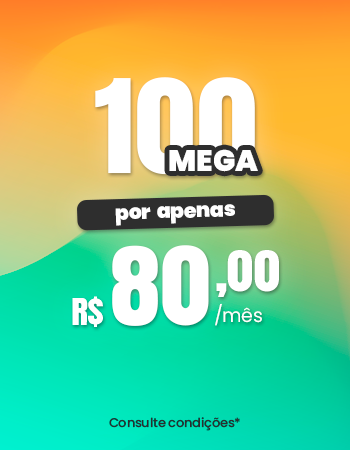 100
MEGA
por apenas
R$ 80,00
/mês
Consulte condições*